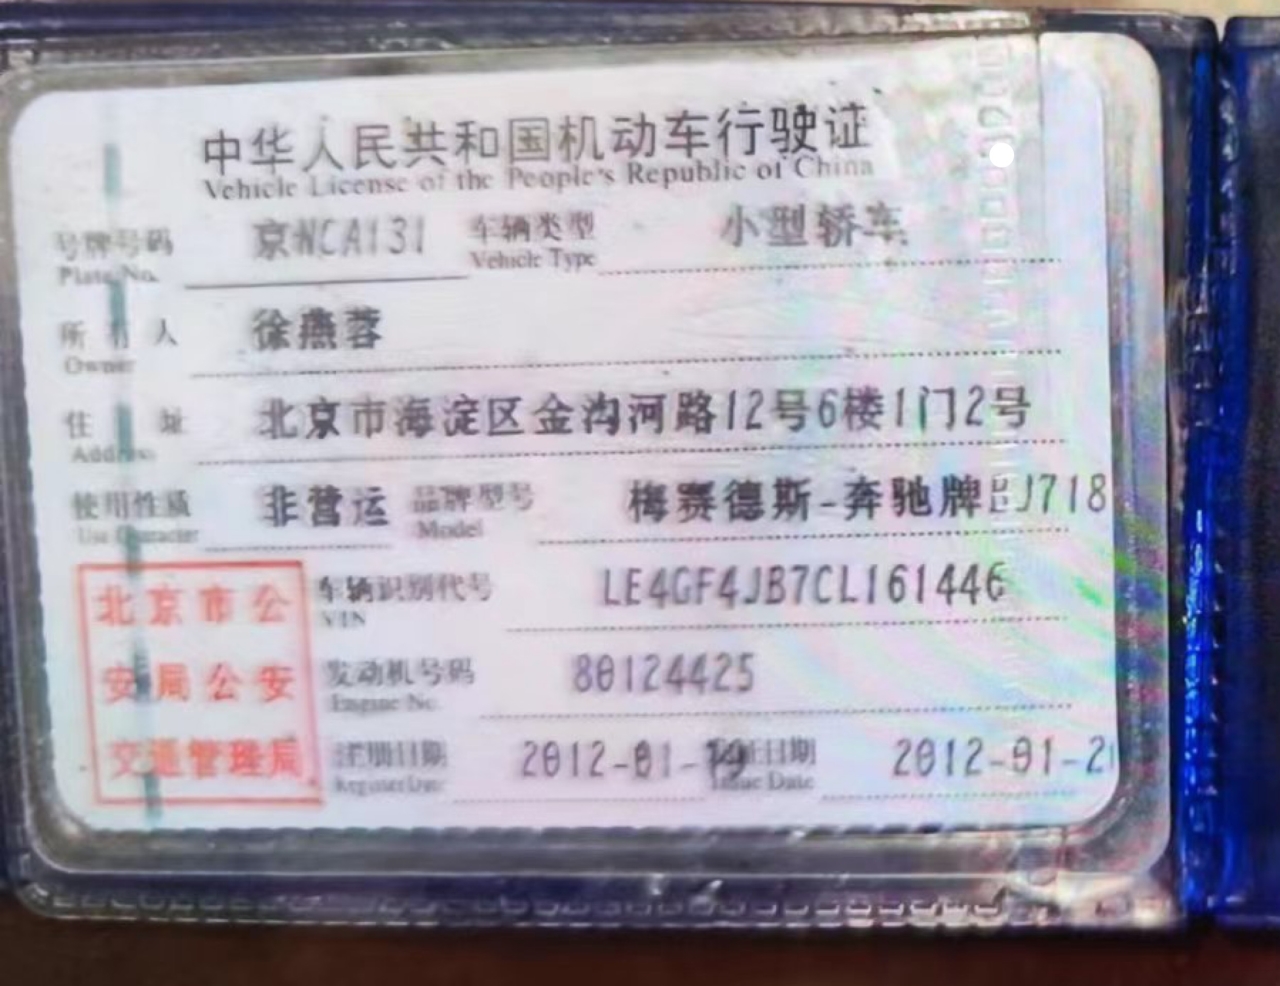 中华人民共和国机动车行驶证
Vehicle License of the People's Republic of China
号牌号码 京NCA131 车辆类型 小型轿车
Plate No. Vehicle Type
所有人 徐燕蓉
Owner
住址 北京市海淀区金沟河路12号6楼1门2号
Address
使用性质 非营运 品牌型号 梅赛德斯-奔驰牌BJ718
Use Character Model
北京市公 车辆识别代号 LE4GF4JB7CL161446
VIN
安局公安 发动机号码 80124425
Engine No.
交通管理局 注册日期 2012-01-19 发证日期 2012-01-2
Register Date Issue Date